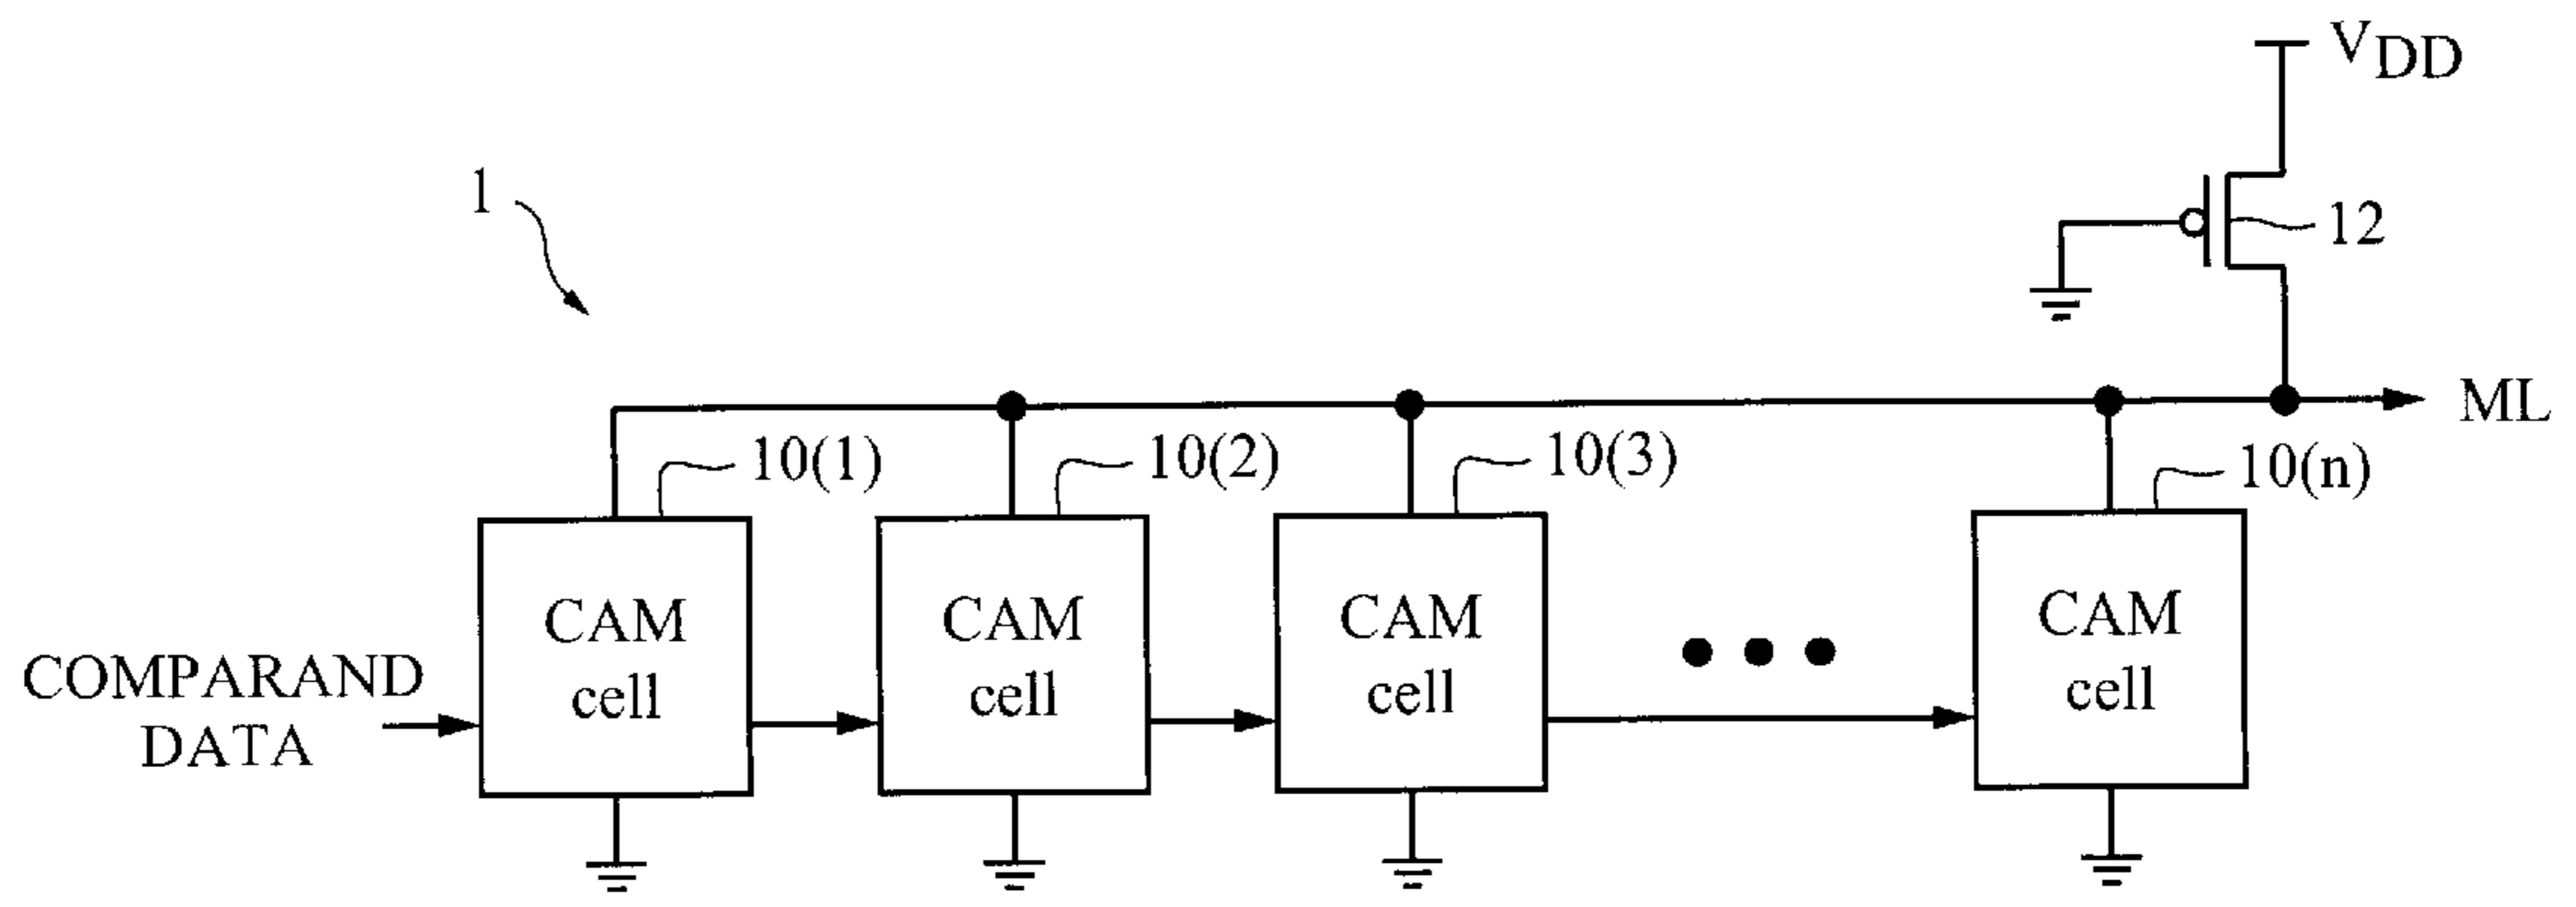 VDD
1
12
ML
10(1)
10(2)
10(3)
10(n)
CAM
cell
CAM
cell
CAM
cell
CAM
cell
COMPARAND
DATA